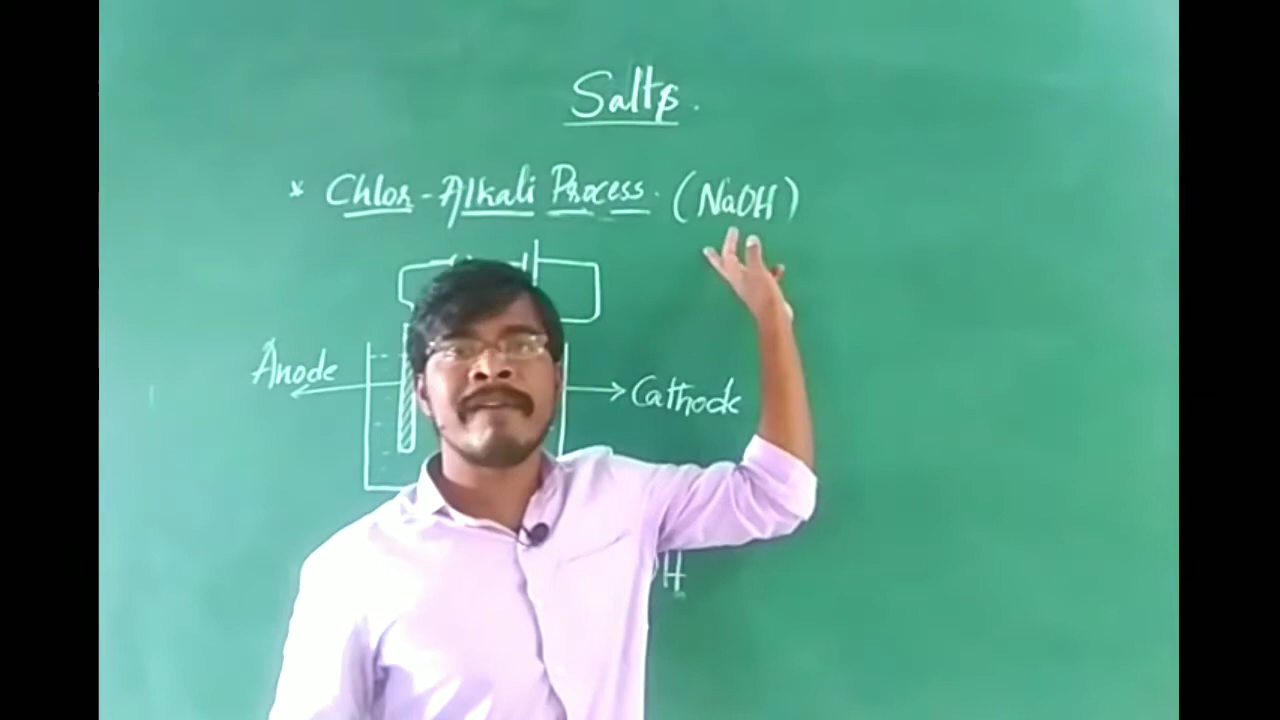 Salts.
* Chlor-Alkali Process. (NaOH)
Anode
Cathode
H